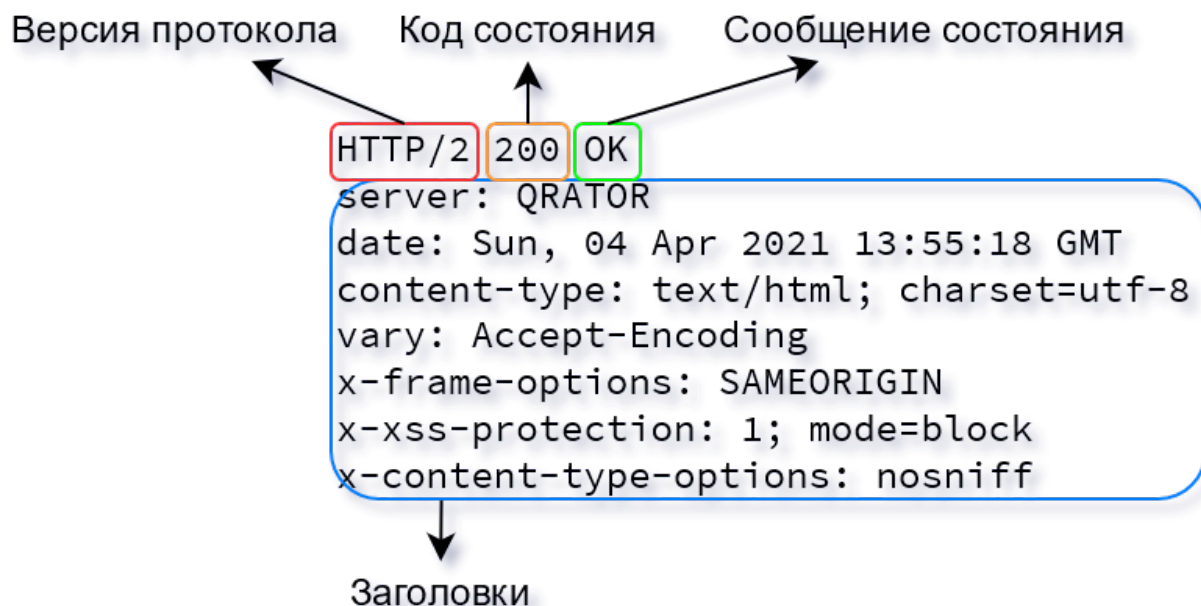 Версия протокола Код состояния Сообщение состояния
HTTP/2 200 OK
server: QRATOR
date: Sun, 04 Apr 2021 13:55:18 GMT
content-type: text/html; charset=utf-8
vary: Accept-Encoding
x-frame-options: SAMEORIGIN
x-xss-protection: 1; mode=block
x-content-type-options: nosniff
Заголовки